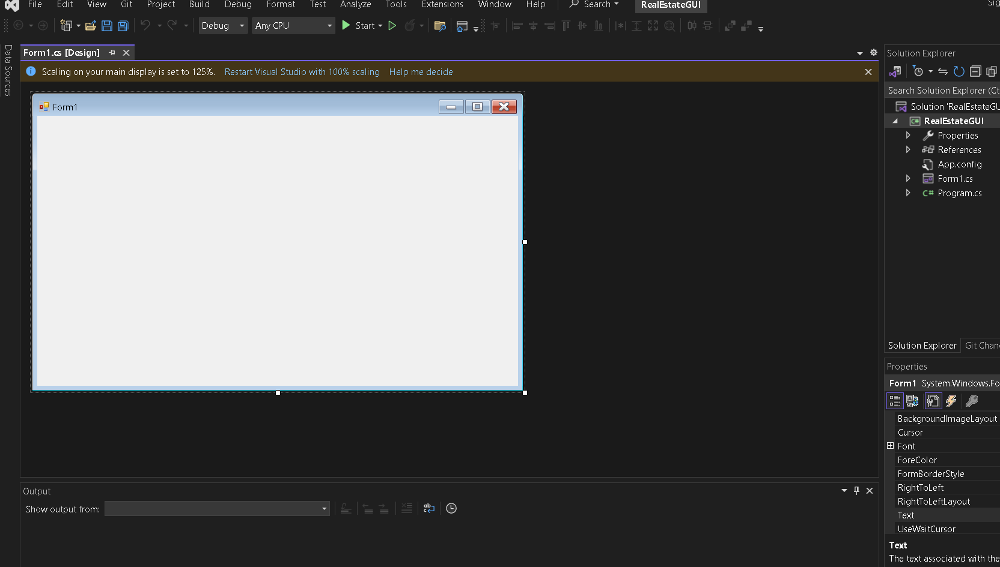 File Edit View Git Project Build Debug Format Test Analyze Tools Extensions Window Help Search RealEstateGUI
Debug Any CPU Start
Data Sources
Form1.cs [Design]
Scaling on your main display is set to 125%. Restart Visual Studio with 100% scaling Help me decide
Form1
Output
Show output from:
Solution Explorer
Search Solution Explorer (Ct
Solution 'RealEstateGU
RealEstateGUI
Properties
References
App.config
Form1.cs
Program.cs
Solution Explorer Git Chan
Properties
Form1 System.Windows.Fo
BackgroundImageLayout
Cursor
Font
ForeColor
FormBorderStyle
RightToLeft
RightToLeftLayout
Text
UseWaitCursor
Text
The text associated with the